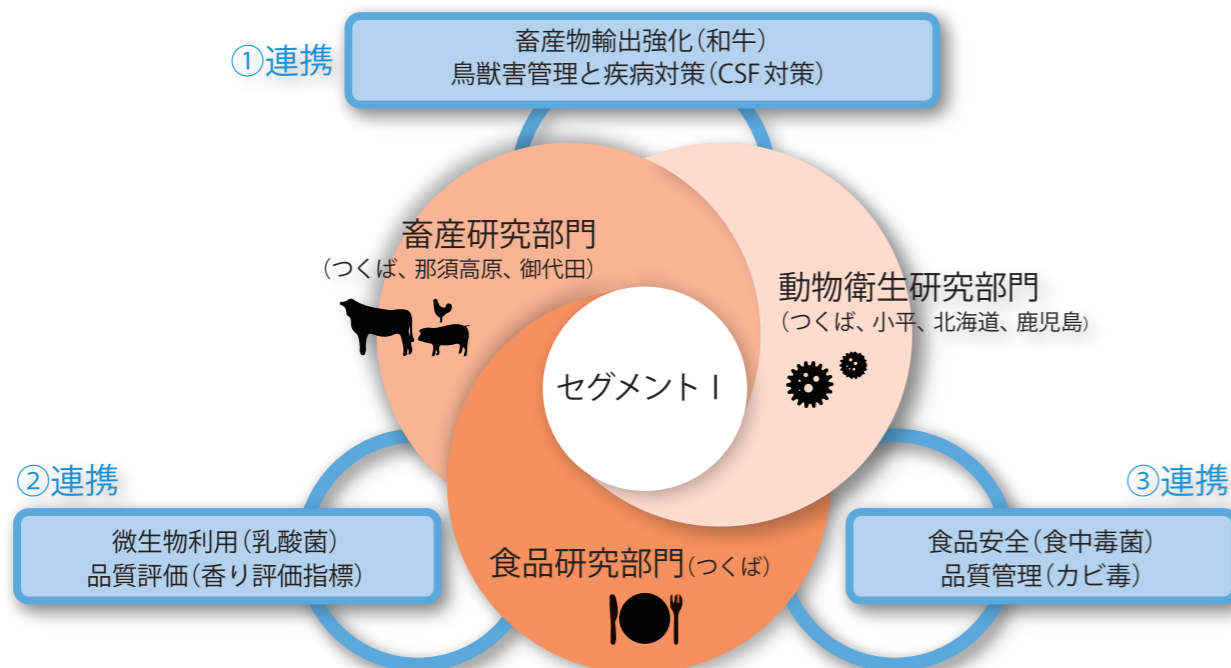 ①連携
畜産物輸出強化(和牛)
鳥獣害管理と疾病対策(CSF対策)
畜産研究部門
(つくば、那須高原、御代田)
動物衛生研究部門
(つくば、小平、北海道、鹿児島)
セグメントⅠ
②連携
微生物利用(乳酸菌)
品質評価(香り評価指標)
食品研究部門(つくば)
③連携
食品安全(食中毒菌)
品質管理(カビ毒)